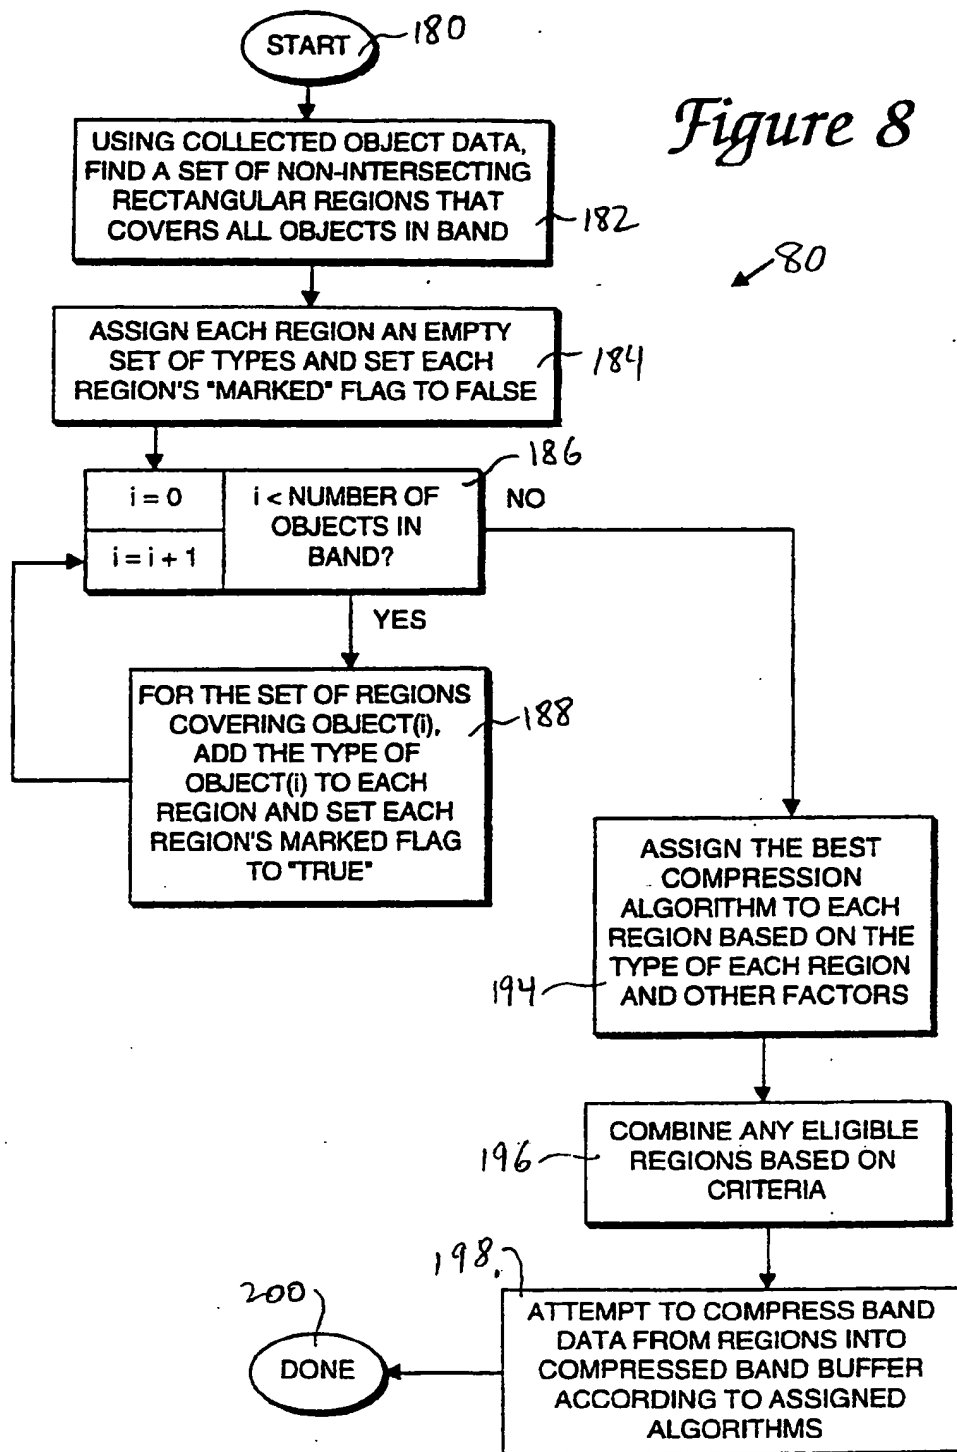 START
180
Figure 8
USING COLLECTED OBJECT DATA,
FIND A SET OF NON-INTERSECTING
RECTANGULAR REGIONS THAT
COVERS ALL OBJECTS IN BAND
182
80
ASSIGN EACH REGION AN EMPTY
SET OF TYPES AND SET EACH
REGION'S "MARKED" FLAG TO FALSE
184
186
i = 0
i = i + 1
i < NUMBER OF
OBJECTS IN
BAND?
NO
YES
FOR THE SET OF REGIONS
COVERING OBJECT(i),
ADD THE TYPE OF
OBJECT(i) TO EACH
REGION AND SET EACH
REGION'S MARKED FLAG
TO "TRUE"
188
ASSIGN THE BEST
COMPRESSION
ALGORITHM TO EACH
REGION BASED ON THE
TYPE OF EACH REGION
AND OTHER FACTORS
194
COMBINE ANY ELIGIBLE
REGIONS BASED ON
CRITERIA
196
198
ATTEMPT TO COMPRESS BAND
DATA FROM REGIONS INTO
COMPRESSED BAND BUFFER
ACCORDING TO ASSIGNED
ALGORITHMS
200
DONE